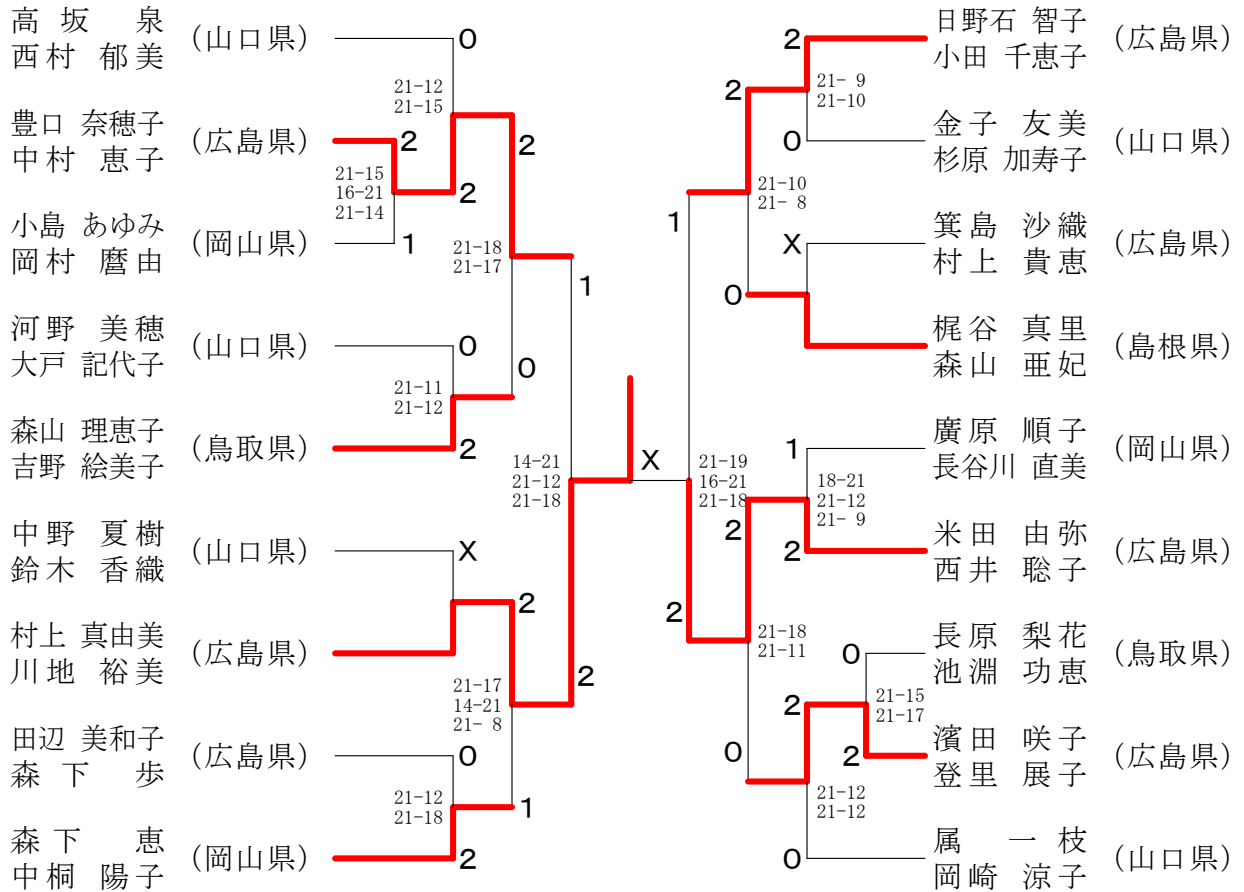 高坂 泉
西村 郁美
(山口県)
0
21-12
21-15
豊口 奈穂子
中村 恵子
(広島県)
2
2
21-15
16-21
21-14
2
小島 あゆみ
岡村 麿由
(岡山県)
1
21-18
21-17
1
河野 美穂
大戸 記代子
(山口県)
0
0
21-11
21-12
森山 理恵子
吉野 絵美子
(鳥取県)
2
14-21
21-12
21-18
X
中野 夏樹
鈴木 香織
(山口県)
X
2
村上 真由美
川地 裕美
(広島県)
2
21-17
14-21
21- 8
田辺 美和子
森下 歩
(広島県)
0
21-12
21-18
1
森下 恵
中桐 陽子
(岡山県)
2
2
日野石 智子
小田 千恵子
(広島県)
2
21- 9
21-10
0
金子 友美
杉原 加寿子
(山口県)
21-10
21- 8
1
X
箕島 沙織
村上 貴恵
(広島県)
0
梶谷 真里
森山 亜妃
(島根県)
1
廣原 順子
長谷川 直美
(岡山県)
21-19
16-21
21-18
18-21
21-12
21- 9
2
2
米田 由弥
西井 聡子
(広島県)
2
21-18
21-11
0
長原 梨花
池淵 功恵
(鳥取県)
21-15
21-17
2
0
2
濱田 咲子
登里 展子
(広島県)
21-12
21-12
0
属 一枝
岡崎 涼子
(山口県)